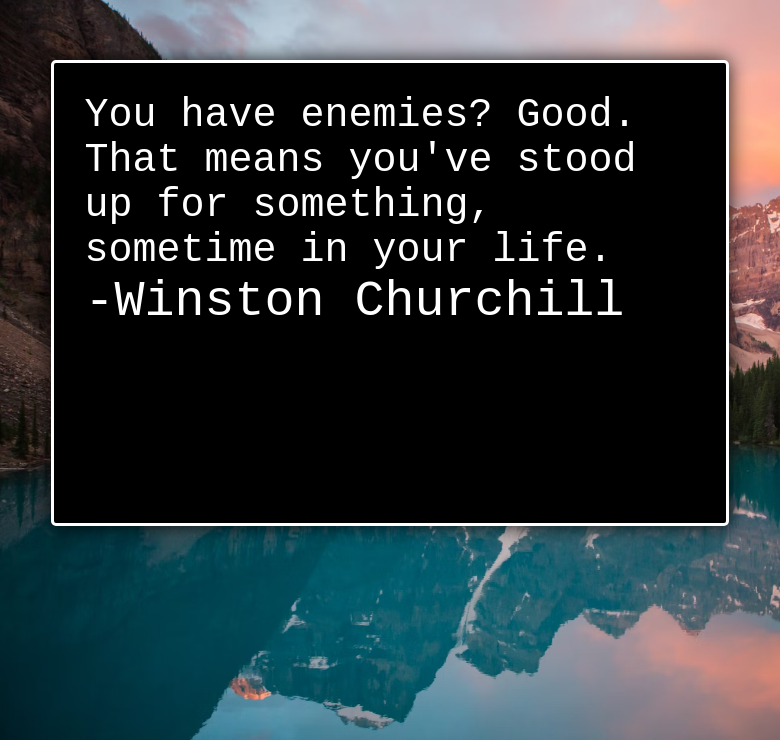 You have enemies? Good.
That means you've stood
up for something,
sometime in your life.
-Winston Churchill